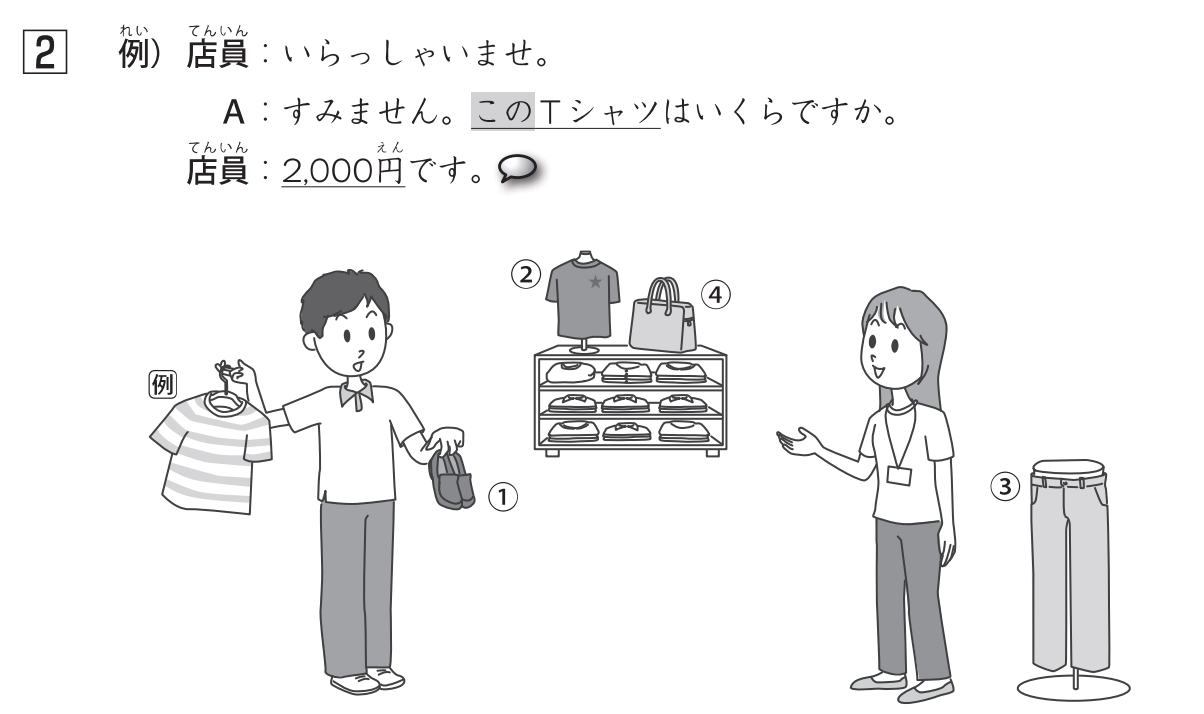 2 例) 店員：いらっしゃいませ。
A：すみません。このTシャツはいくらですか。
店員：2,000円です。
例
①
②
④
③